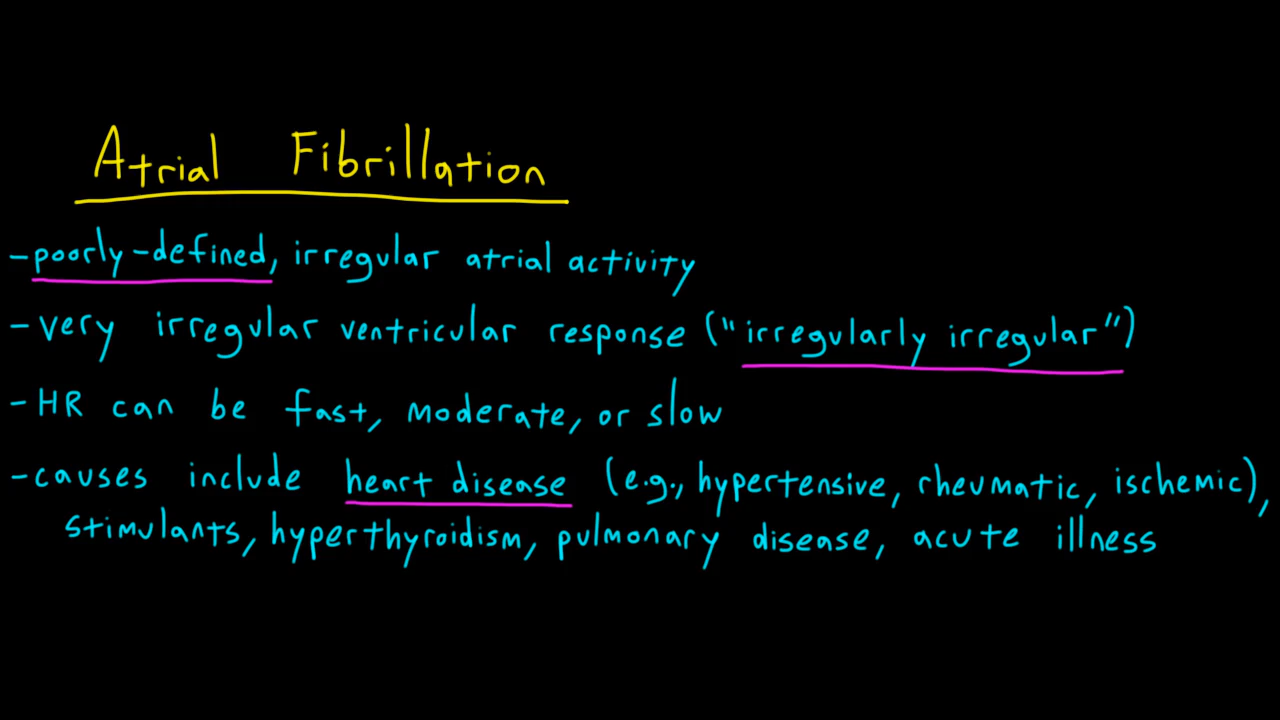 Atrial Fibrillation
-poorly-defined, irregular atrial activity
-very irregular ventricular response ("irregularly irregular")
-HR can be fast, moderate, or slow
-causes include heart disease (e.g., hypertensive, rheumatic, ischemic),
stimulants, hyperthyroidism, pulmonary disease, acute illness